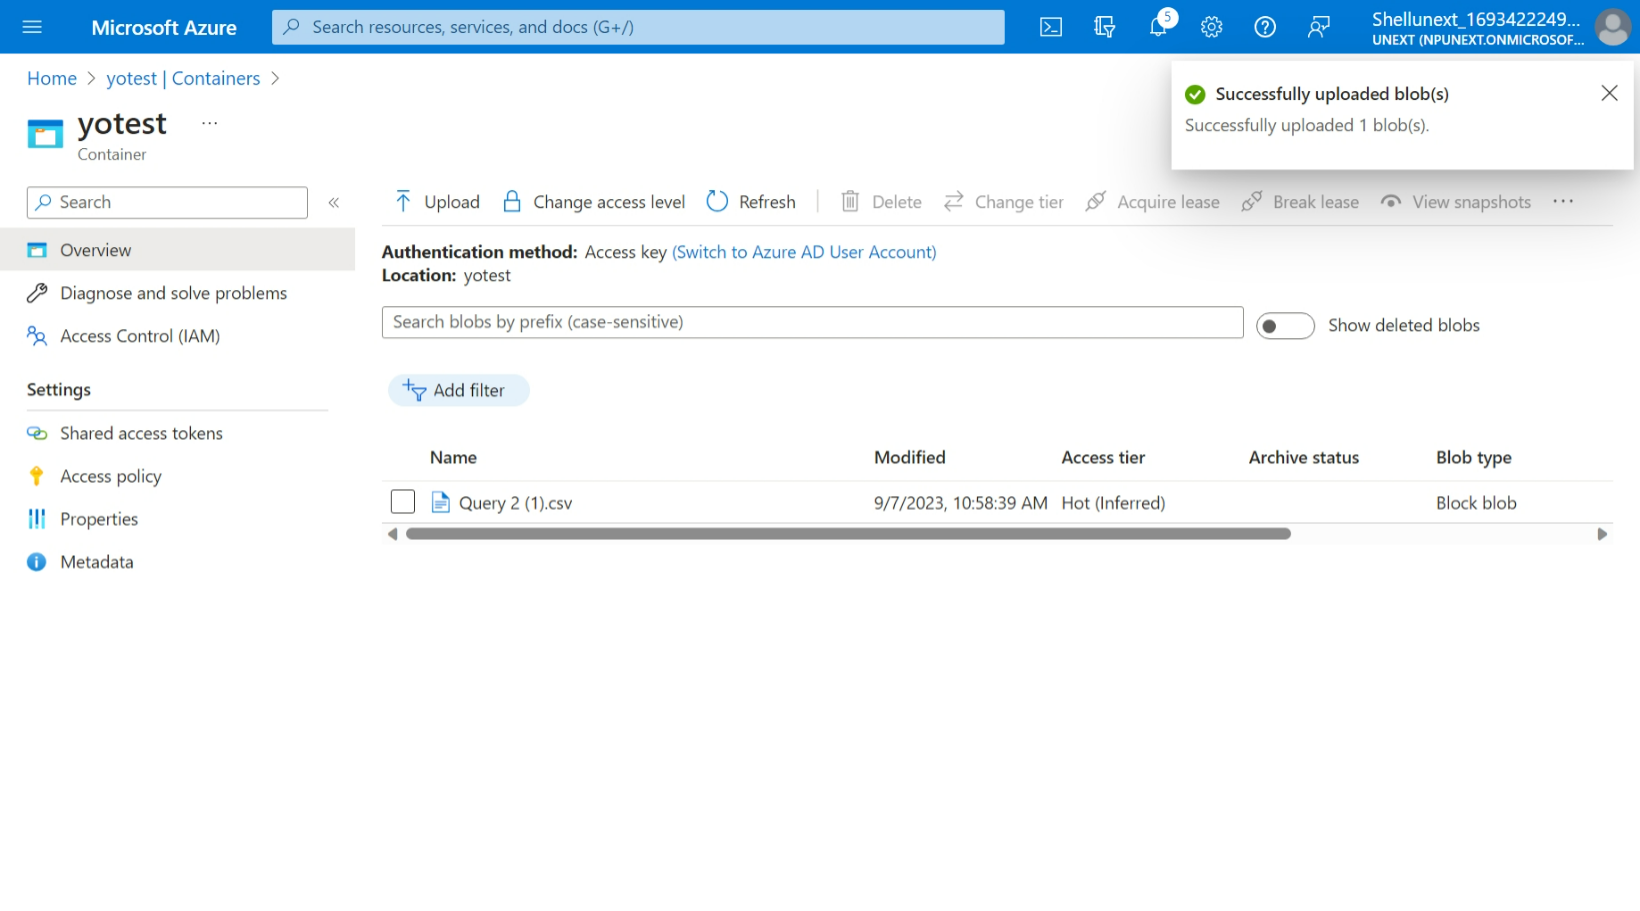 Microsoft Azure
Search resources, services, and docs (G+/)
5
Shellunext_1693422249...
UNEXT (NPUNEXT.ONMICROSOF...
Home > yotest | Containers >
Successfully uploaded blob(s)
Successfully uploaded 1 blob(s).
yotest ...
Container
Search
«
Upload
Change access level
Refresh
Delete
Change tier
Acquire lease
Break lease
View snapshots
...
Overview
Diagnose and solve problems
Access Control (IAM)
Settings
Shared access tokens
Access policy
Properties
Metadata
Authentication method: Access key (Switch to Azure AD User Account)
Location: yotest
Search blobs by prefix (case-sensitive)
Show deleted blobs
Add filter
Name Modified Access tier Archive status Blob type
Query 2 (1).csv 9/7/2023, 10:58:39 AM Hot (Inferred) Block blob